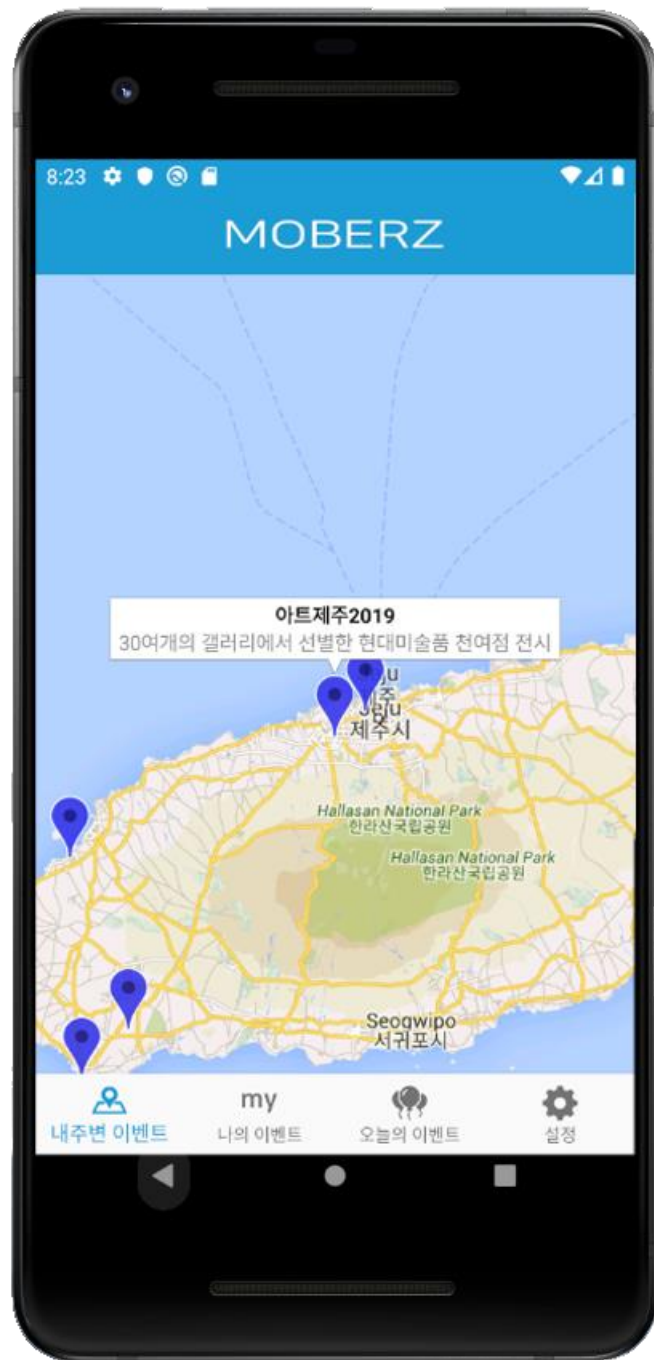 8:23
MOBERZ
아트제주2019
30여개의 갤러리에서 선별한 현대미술품 천여점 전시
Jeju
제주시
Hallasan National Park
한라산국립공원
Hallasan National Park
한라산국립공원
Seogwipo
서귀포시
내주변 이벤트
my
나의 이벤트
오늘의 이벤트
설정